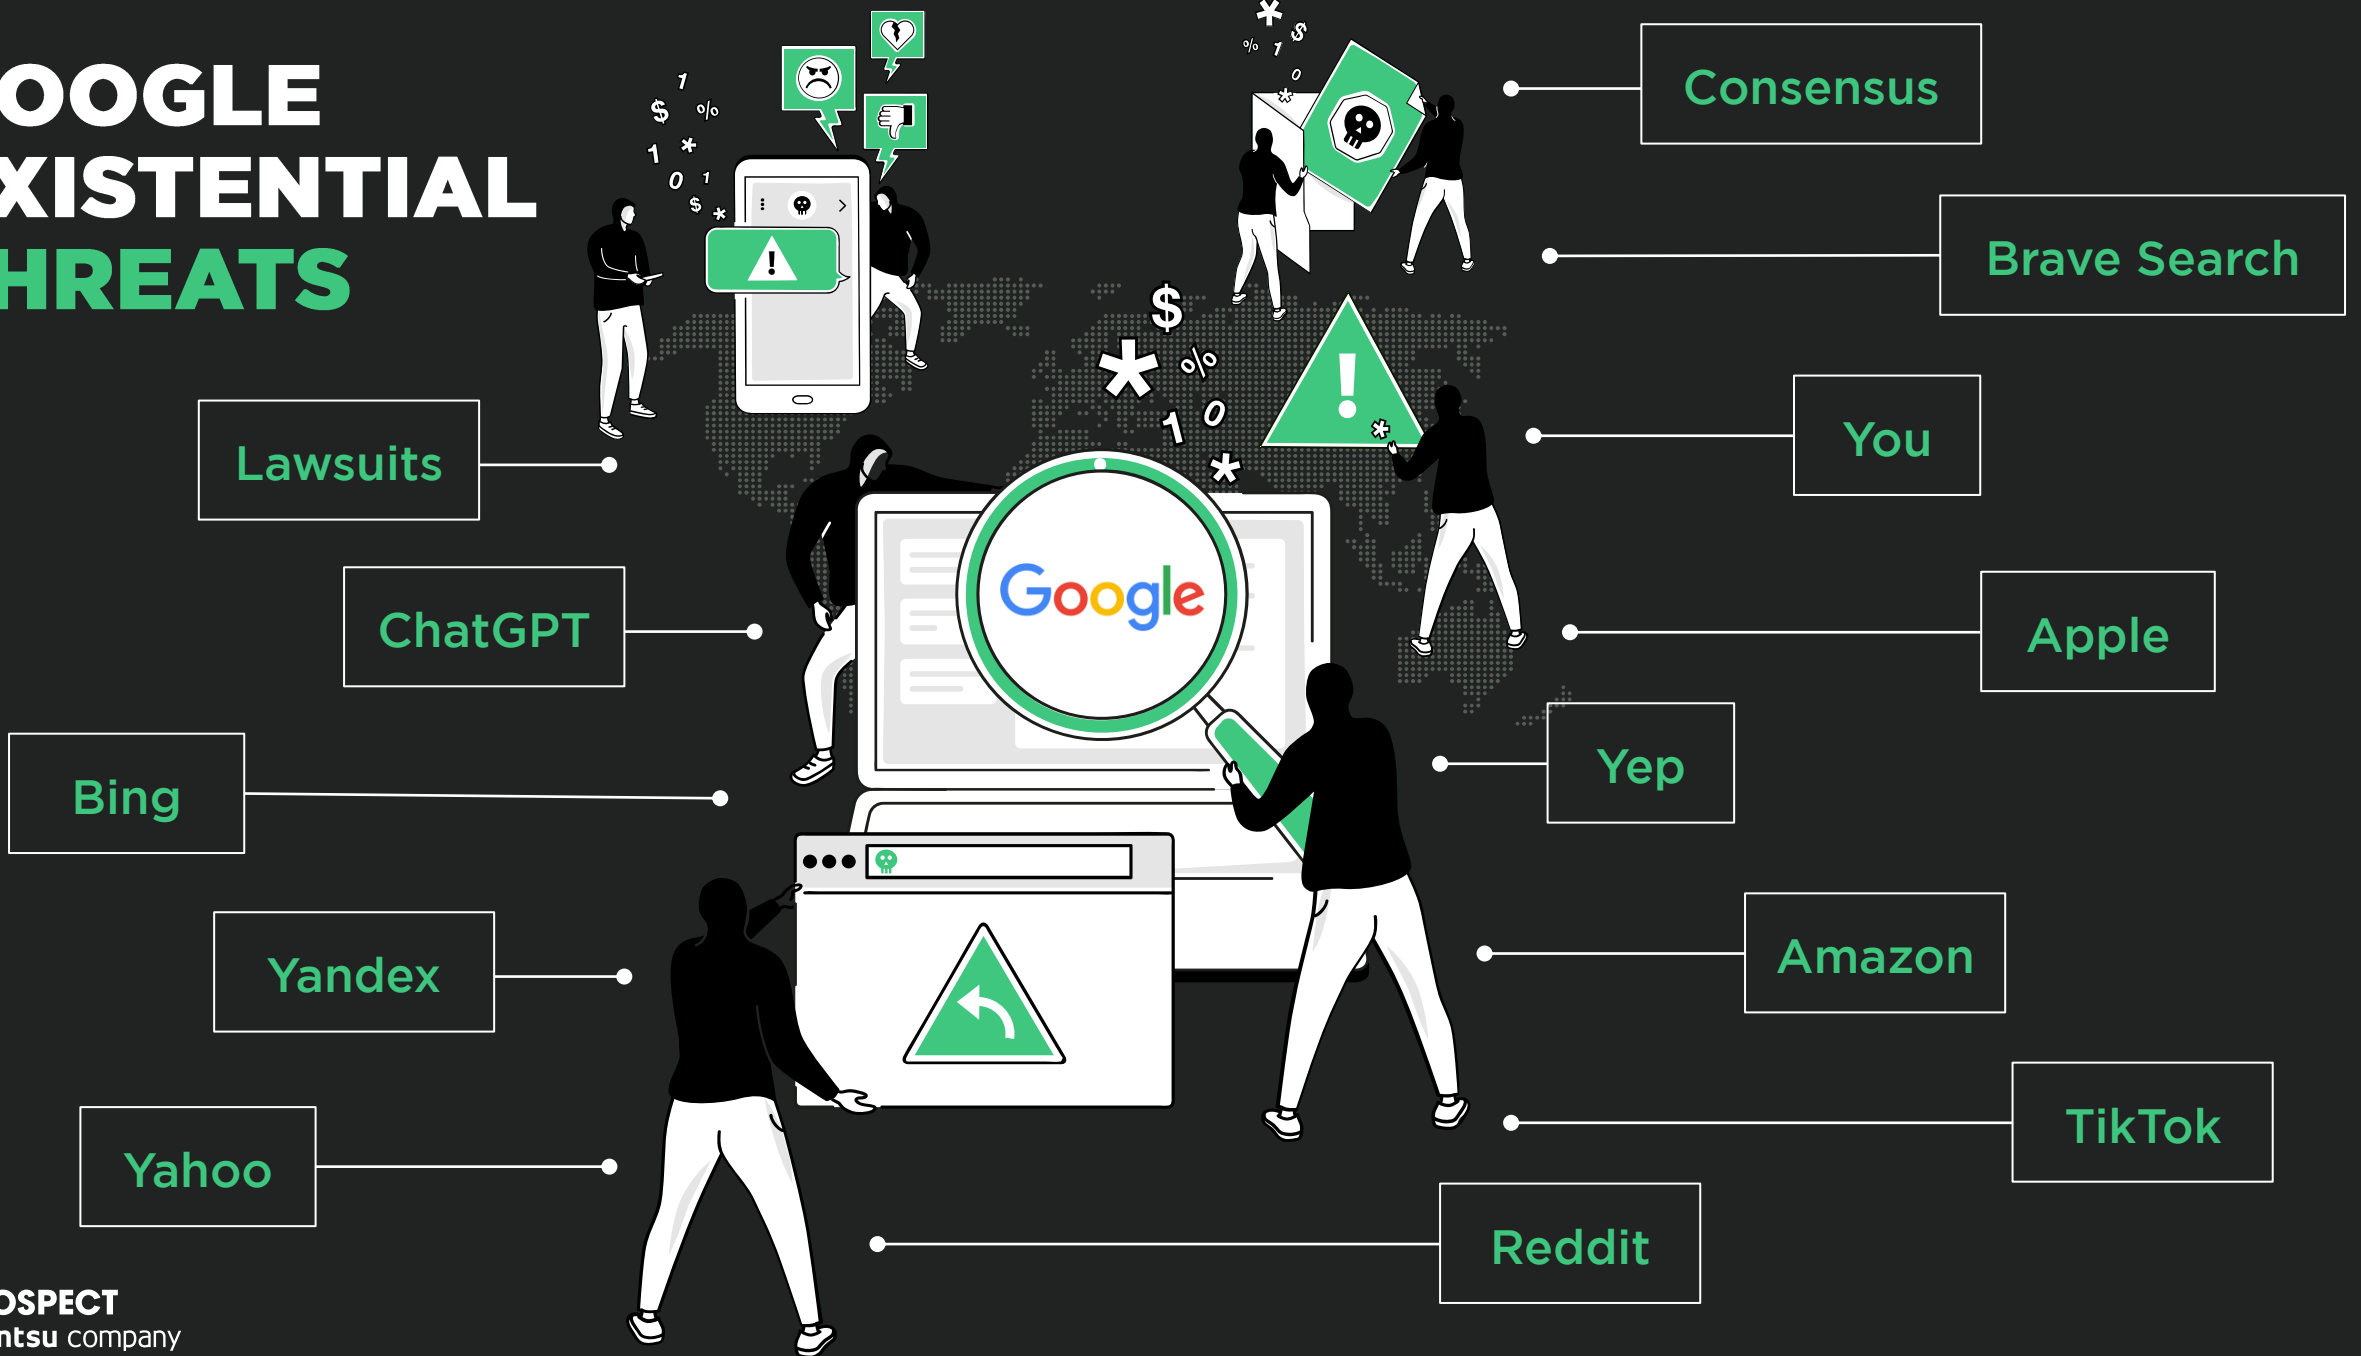 OOGLE
XISTENTIAL
HREATS
Consensus
Brave Search
Lawsuits
You
ChatGPT
Google
Apple
Bing
Yep
Yandex
Amazon
Yahoo
TikTok
Reddit
OSPECT
ntsu company